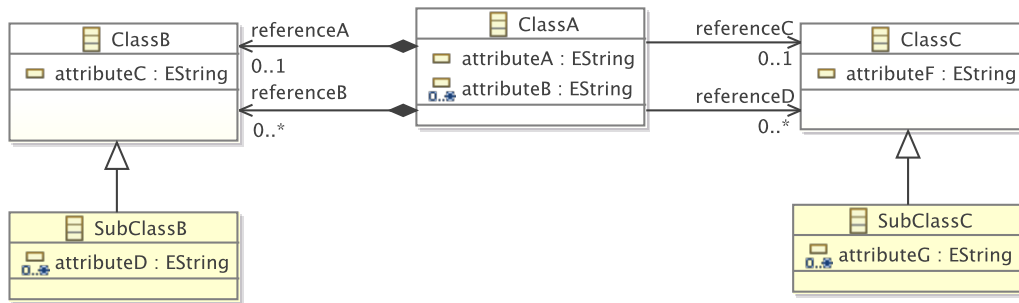 ClassB
attributeC : EString
referenceA
0..1
referenceB
0..*
ClassA
attributeA : EString
0..*
attributeB : EString
referenceC
0..1
referenceD
0..*
ClassC
attributeF : EString
SubClassB
0..*
attributeD : EString
SubClassC
0..*
attributeG : EString